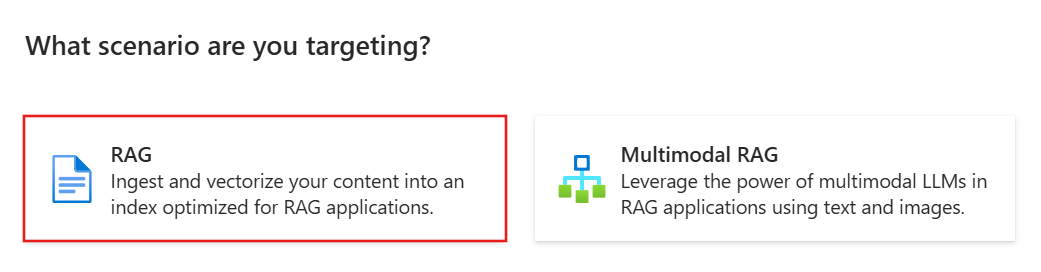 What scenario are you targeting?
RAG
Ingest and vectorize your content into an
index optimized for RAG applications.
Multimodal RAG
Leverage the power of multimodal LLMs in
RAG applications using text and images.